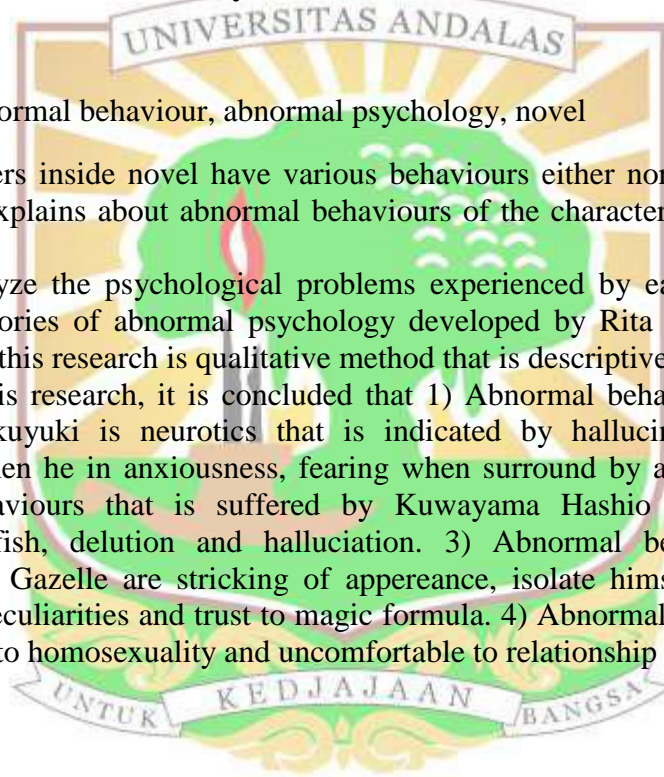 UNIVERSITAS ANDALAS
ormal behaviour, abnormal psychology, novel
ers inside novel have various behaviours either nor
xplains about abnormal behaviours of the character
yze the psychological problems experienced by ea
ories of abnormal psychology developed by Rita
this research is qualitative method that is descriptive
is research, it is concluded that 1) Abnormal beha
kuyuki is neurotics that is indicated by hallucin
en he in anxiousness, fearing when surround by a
aviours that is suffered by Kuwayama Hashio
fish, delution and halluciation. 3) Abnormal be
Gazelle are stricking of appereance, isolate hims
eculiarities and trust to magic formula. 4) Abnormal
to homosexuality and uncomfortable to relationship
UNTUK KEDJAJAAN BANGSA